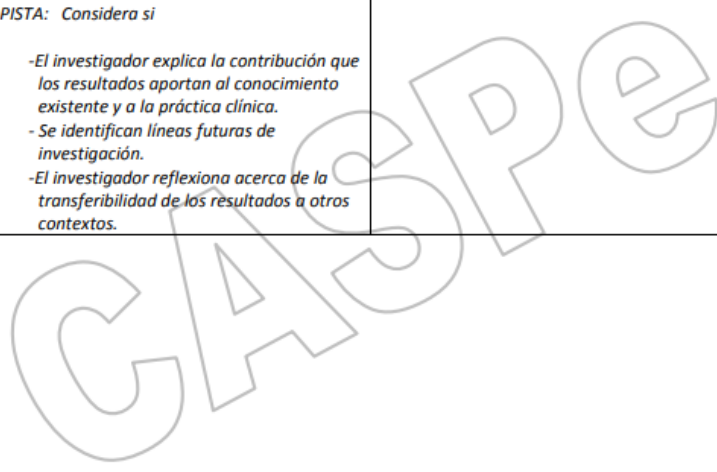 PISTA: Considera si
-El investigador explica la contribución que
los resultados aportan al conocimiento
existente y a la práctica clínica.
- Se identifican líneas futuras de
investigación.
-El investigador reflexiona acerca de la
transferibilidad de los resultados a otros
contextos.
CASPe